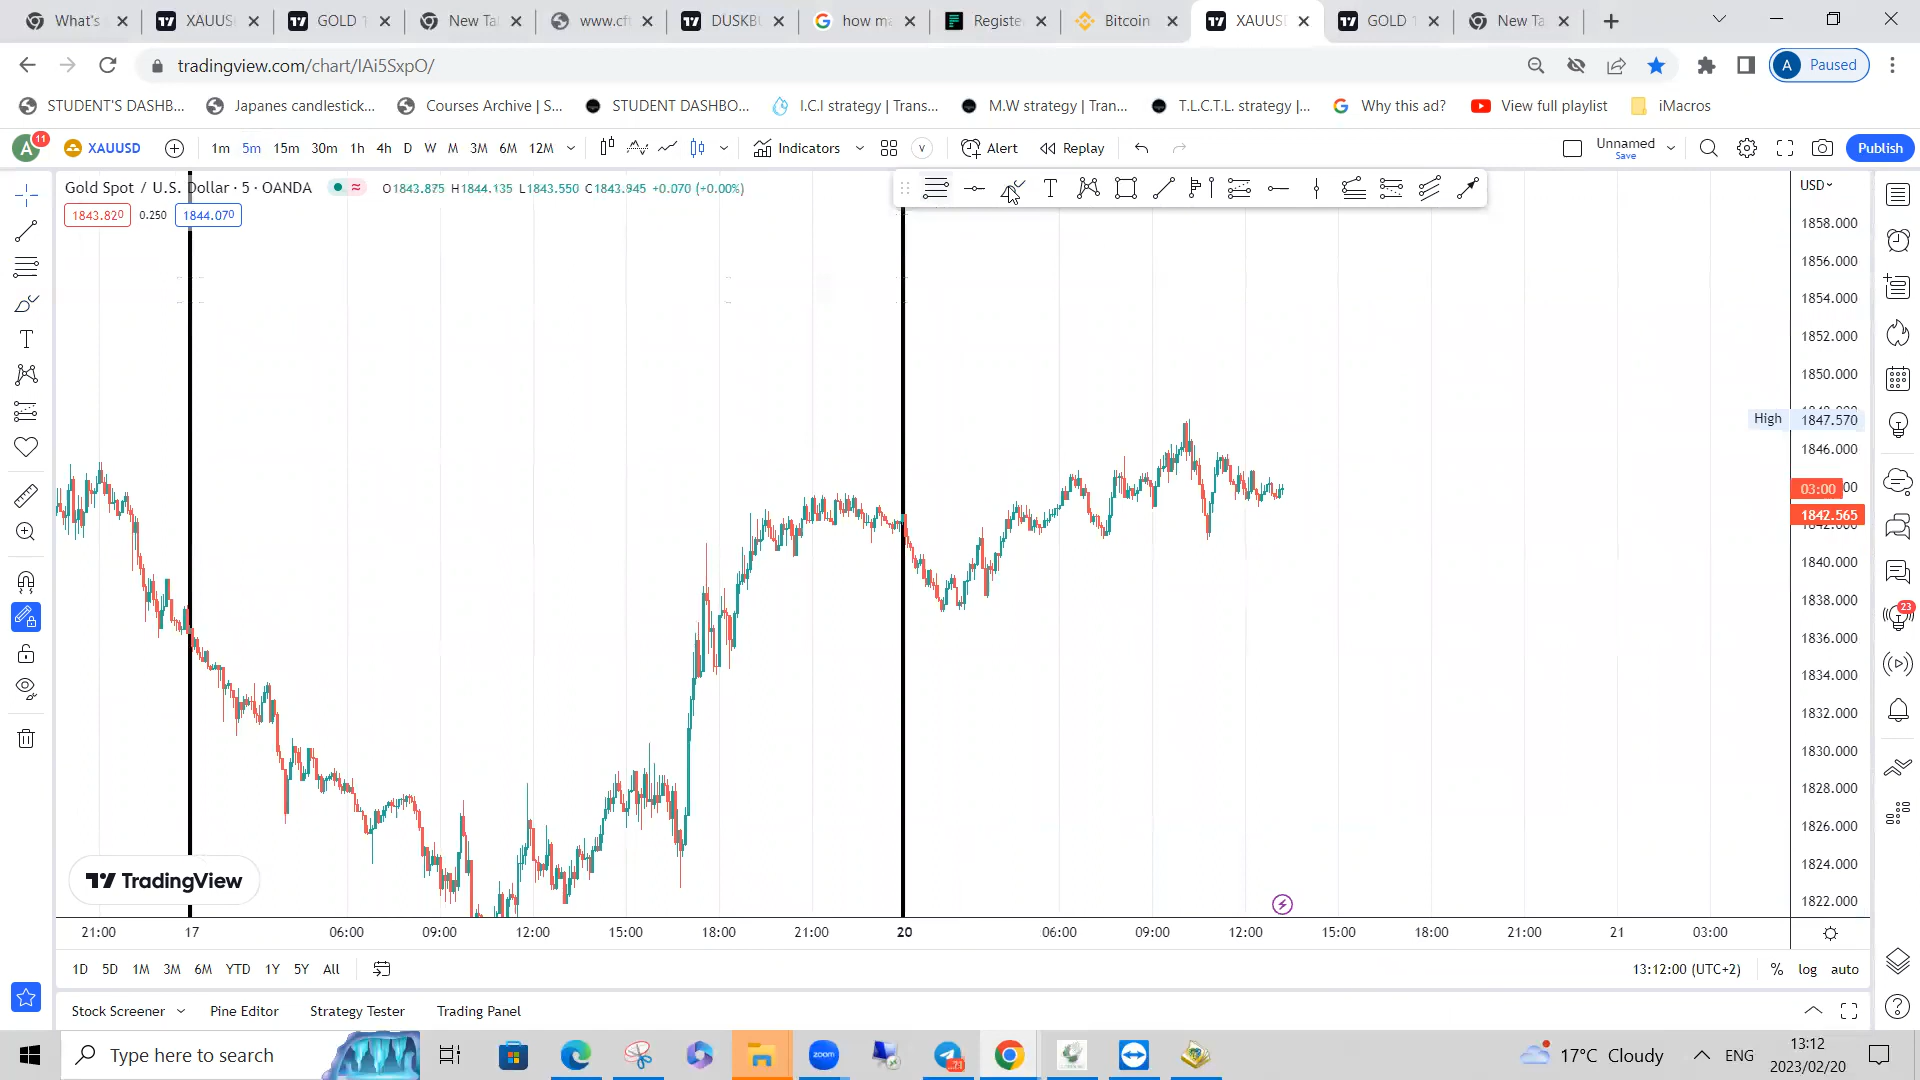 What's
XAUUS
GOLD 1
New Ta
www.cft
DUSKBU
how ma
Registe
Bitcoin
XAUUS
GOLD 1
New Ta
tradingview.com/chart/IAi5SxpO/
A Paused
STUDENT'S DASHB...
Japanes candlestick...
Courses Archive | S...
STUDENT DASHBO...
I.C.I strategy | Trans...
M.W strategy | Tran...
T.L.C.T.L. strategy |...
Why this ad?
View full playlist
iMacros
A 11 XAUUSD 1m 5m 15m 30m 1h 4h D W M 3M 6M 12M Indicators V Alert Replay Unnamed Save Publish
Gold Spot / U.S. Dollar · 5 · OANDA O1843.875 H1844.135 L1843.550 C1843.945 +0.070 (+0.00%)
USD
1843.820 0.250 1844.070
1858.000
1856.000
1854.000
1852.000
1850.000
High 1847.570
1846.000
03:00
1842.565
1840.000
1838.000
1836.000
1834.000
1832.000
1830.000
1828.000
1826.000
1824.000
1822.000
23
TradingView
21:00 17 06:00 09:00 12:00 15:00 18:00 21:00 20 06:00 09:00 12:00 15:00 18:00 21:00 21 03:00
1D 5D 1M 3M 6M YTD 1Y 5Y All 13:12:00 (UTC+2) % log auto
Stock Screener Pine Editor Strategy Tester Trading Panel
Type here to search zoom 21 17°C Cloudy ENG 13:12
2023/02/20